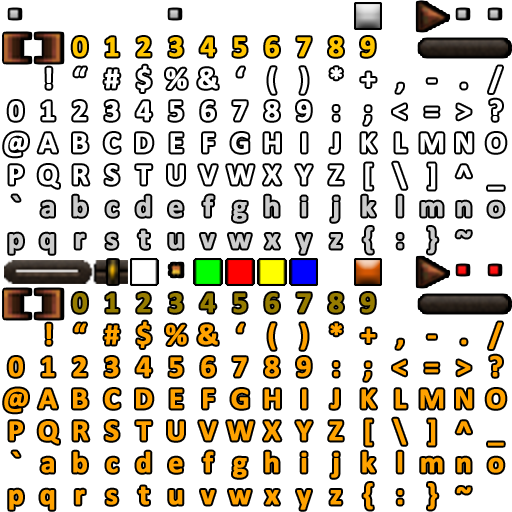 0 1 2 3 4 5 6 7 8 9
! “ # $ % & ‘ ( ) * + , - . /
0 1 2 3 4 5 6 7 8 9 : ; < = > ?
@ A B C D E F G H I J K L M N O
P Q R S T U V W X Y Z [ \ ] ^ _
` a b c d e f g h i j k l m n o
p q r s t u v w x y z { : } ~
0 1 2 3 4 5 6 7 8 9
! “ # $ % & ‘ ( ) * + , - . /
0 1 2 3 4 5 6 7 8 9 : ; < = > ?
@ A B C D E F G H I J K L M N O
P Q R S T U V W X Y Z [ \ ] ^ _
` a b c d e f g h i j k l m n o
p q r s t u v w x y z { : } ~